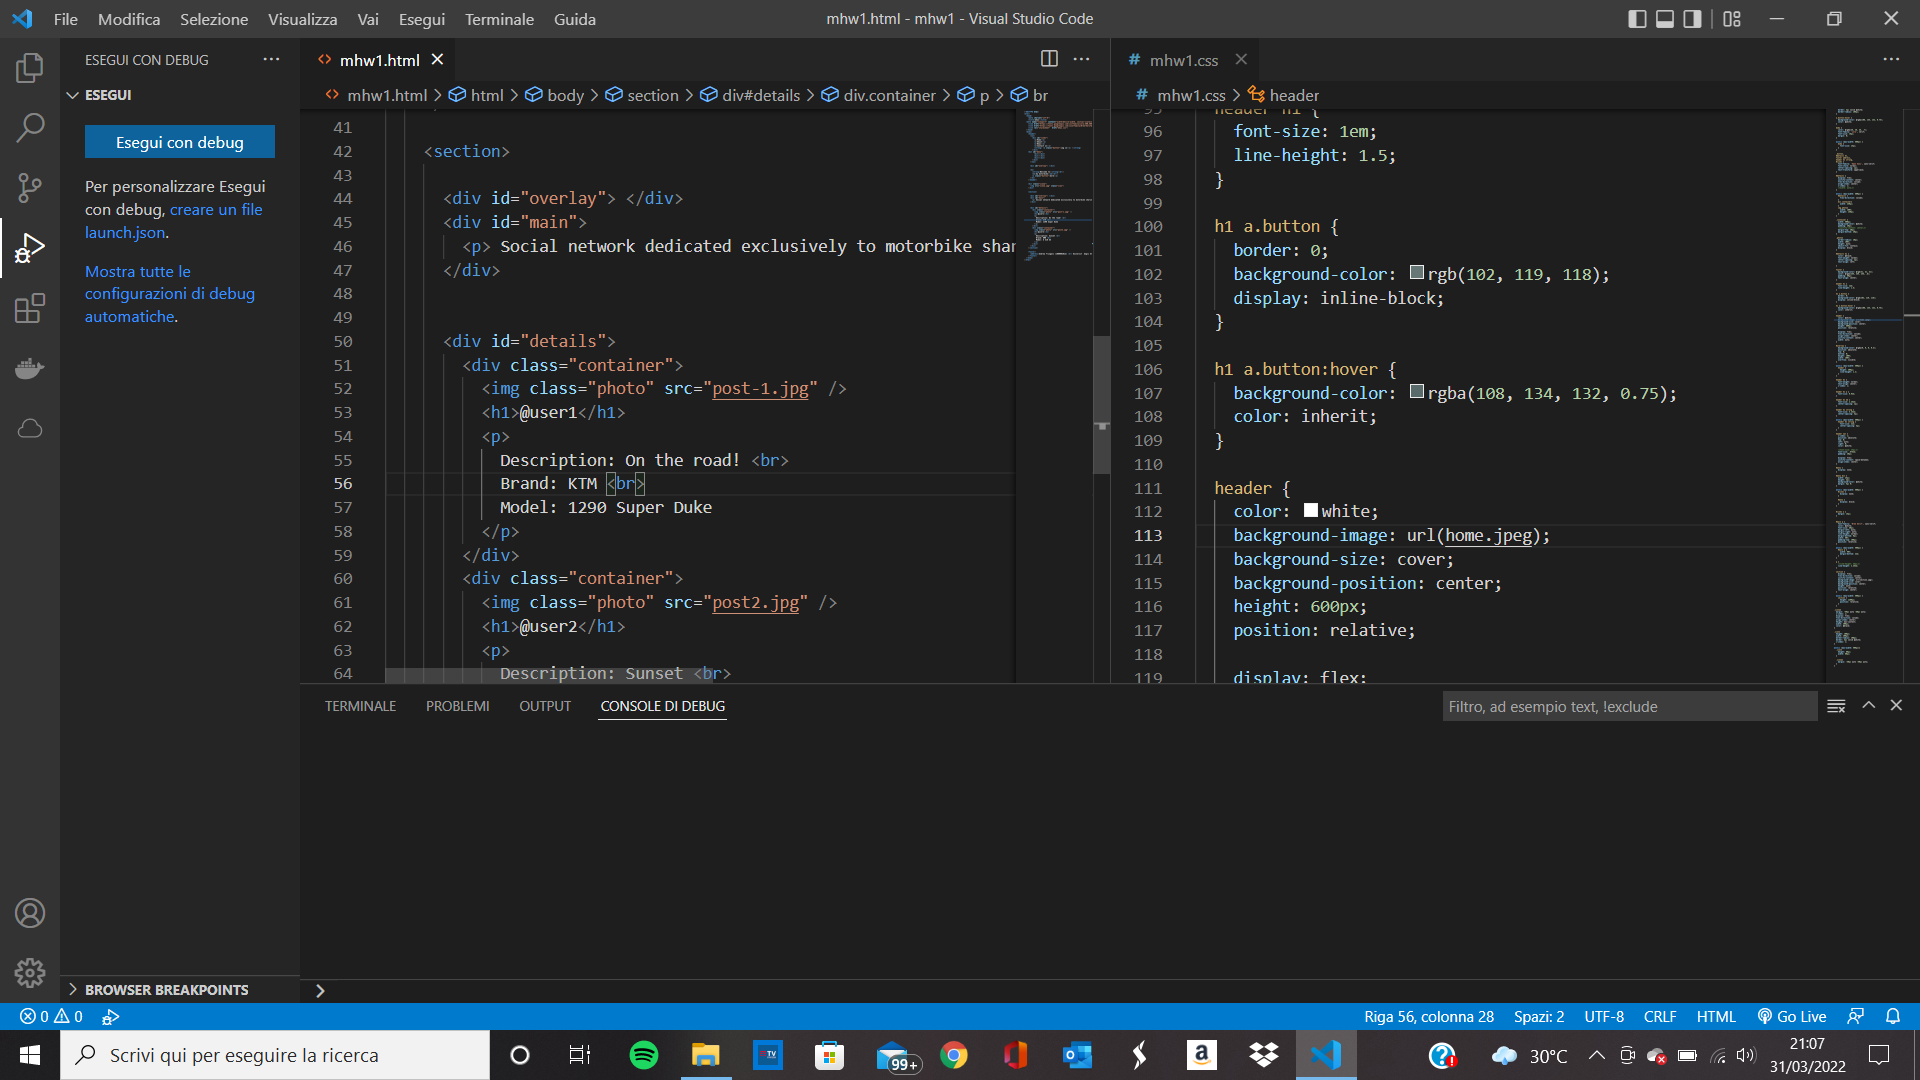 File Modifica Selezione Visualizza Vai Esegui Terminale Guida
mhw1.html - mhw1 - Visual Studio Code
ESEGUI CON DEBUG
ESEGUI
Esegui con debug
Per personalizzare Esegui
con debug, creare un file
launch.json.
Mostra tutte le
configurazioni di debug
automatiche.
BROWSER BREAKPOINTS
mhw1.html
mhw1.html > html > body > section > div#details > div.container > p > br
41
42 <section>
43
44 <div id="overlay"> </div>
45 <div id="main">
46 <p> Social network dedicated exclusively to motorbike shar
47 </div>
48
49
50 <div id="details">
51 <div class="container">
52 <img class="photo" src="post-1.jpg" />
53 <h1>@user1</h1>
54 <p>
55 Description: On the road! <br>
56 Brand: KTM <br>
57 Model: 1290 Super Duke
58 </p>
59 </div>
60 <div class="container">
61 <img class="photo" src="post2.jpg" />
62 <h1>@user2</h1>
63 <p>
64 Description: Sunset <br>
mhw1.css
mhw1.css > header
95 header h1 {
96 font-size: 1em;
97 line-height: 1.5;
98 }
99
100 h1 a.button {
101 border: 0;
102 background-color: rgb(102, 119, 118);
103 display: inline-block;
104 }
105
106 h1 a.button:hover {
107 background-color: rgba(108, 134, 132, 0.75);
108 color: inherit;
109 }
110
111 header {
112 color: white;
113 background-image: url(home.jpeg);
114 background-size: cover;
115 background-position: center;
116 height: 600px;
117 position: relative;
118
119 display: flex;
TERMINALE PROBLEMI OUTPUT CONSOLE DI DEBUG
Filtro, ad esempio text, !exclude
0 0
Riga 56, colonna 28 Spazi: 2 UTF-8 CRLF HTML Go Live
Scrivi qui per eseguire la ricerca
TV
99+
a
30°C
21:07
31/03/2022